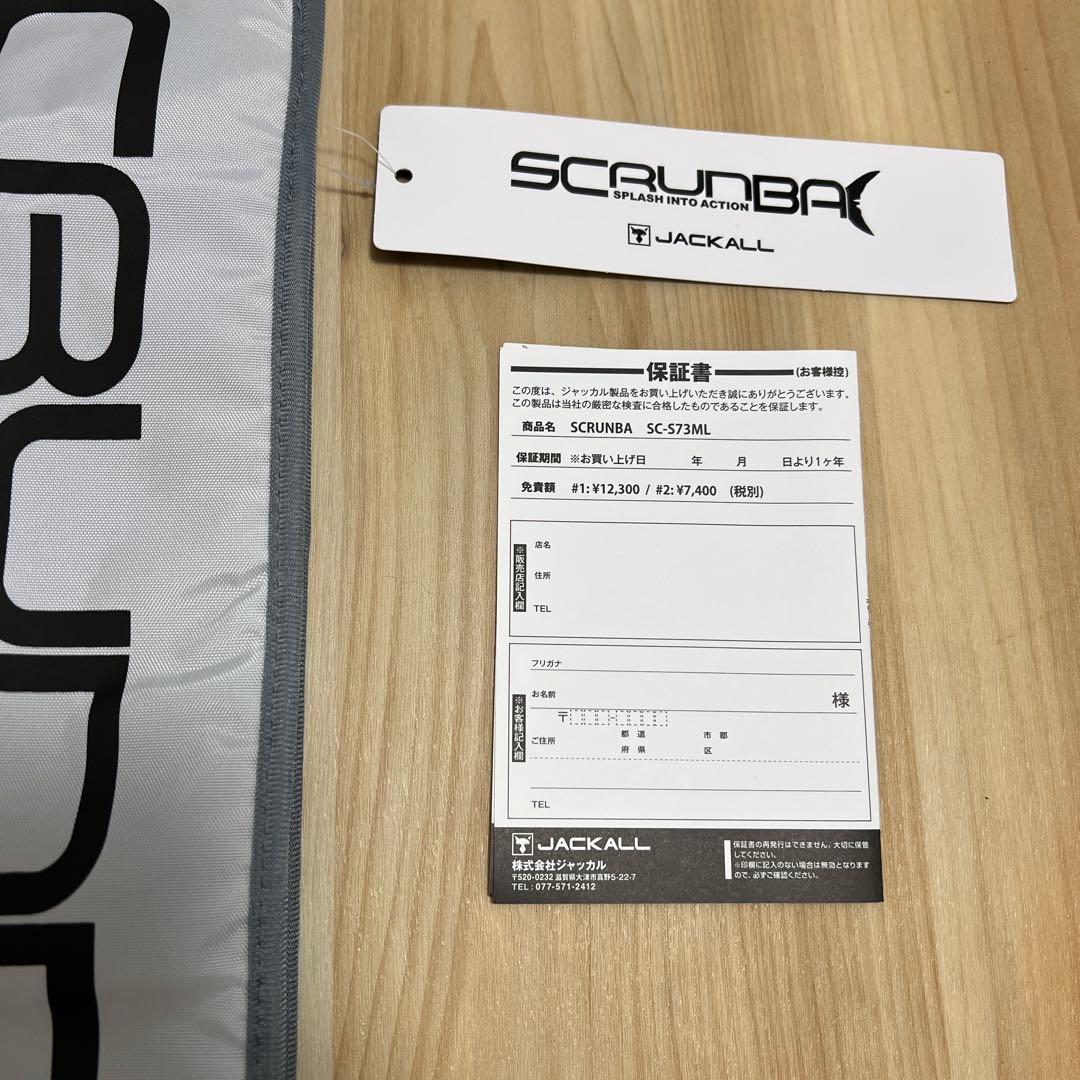 SCRUNBA
SPLASH INTO ACTION
JACKALL
保証書 (お客様控)
この度は、ジャッカル製品をお買い上げいただき誠にありがとうございます。
この製品は当社の厳密な検査に合格したものであることを保証します。
商品名 SCRUNBA SC-S73ML
保証期間 ※お買い上げ日 年 月 日より1ヶ年
免責額 #1: ¥12,300 / #2: ¥7,400 (税別)
※販売店記入欄
店名
住所
TEL
※お客様記入欄
フリガナ
お名前 様
〒
ご住所 都 道 市 郡
府 県 区
TEL
JACKALL
株式会社ジャッカル
〒520-0232 滋賀県大津市真野5-22-7
TEL : 077-571-2412
保証書の再発行はできません。大切に保管
してください。
※印欄に記入のない場合は無効となります
ので、必ずご確認ください。